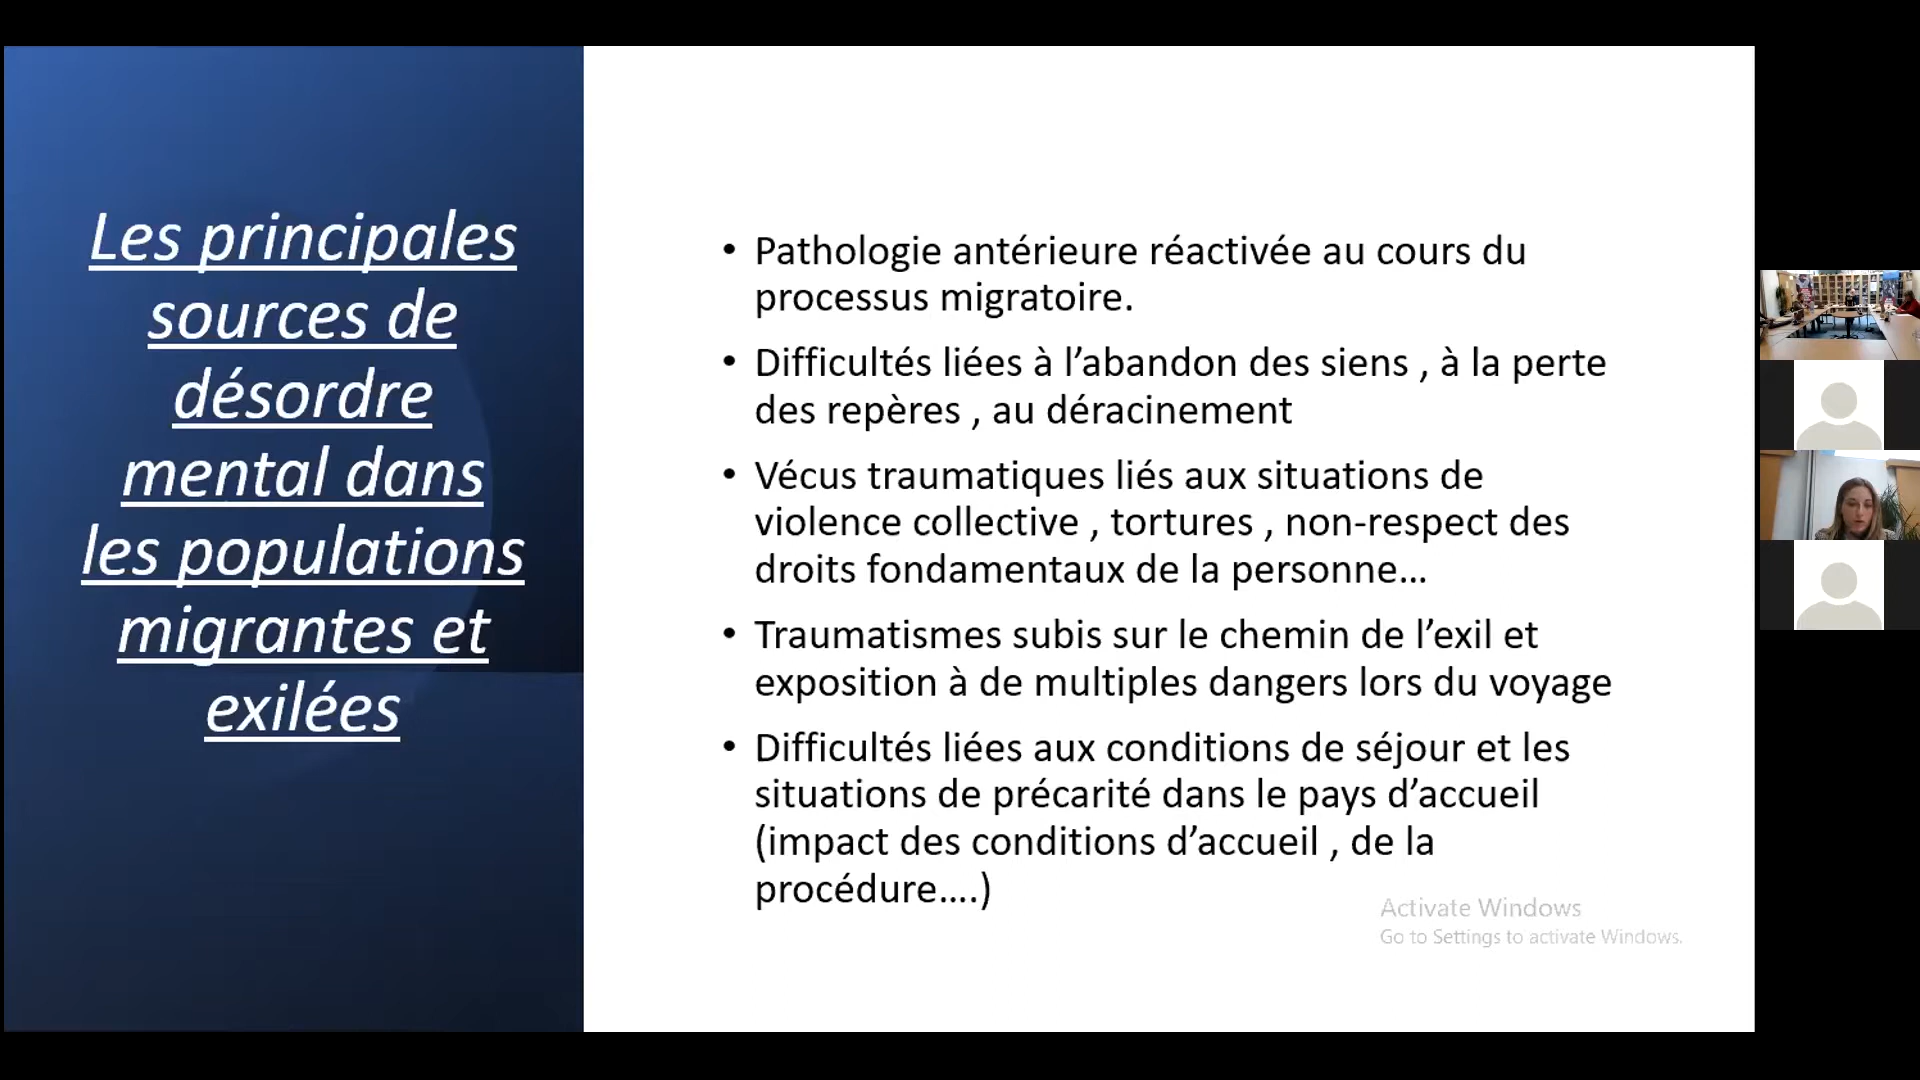 Les principales
sources de
désordre
mental dans
les populations
migrantes et
exilées
• Pathologie antérieure réactivée au cours du
processus migratoire.
• Difficultés liées à l’abandon des siens , à la perte
des repères , au déracinement
• Vécus traumatiques liés aux situations de
violence collective , tortures , non-respect des
droits fondamentaux de la personne…
• Traumatismes subis sur le chemin de l’exil et
exposition à de multiples dangers lors du voyage
• Difficultés liées aux conditions de séjour et les
situations de précarité dans le pays d’accueil
(impact des conditions d’accueil , de la
procédure….)
Activate Windows
Go to Settings to activate Windows.